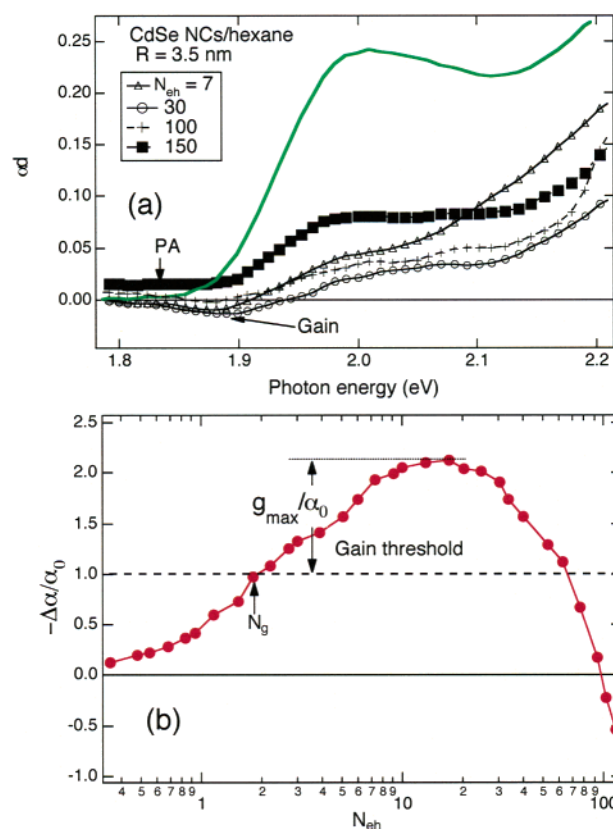 CdSe NCs/hexane
R = 3.5 nm
N_eh = 7
30
100
150
0.25
0.20
0.15
0.10
0.05
0.00
αd
(a)
PA
Gain
1.8 1.9 2.0 2.1 2.2
Photon energy (eV)
2.5
2.0
1.5
1.0
0.5
0.0
-0.5
-1.0
-Δα/α₀
g_max/α₀
Gain threshold
N_g
(b)
4 5 6 7 8 9 2 3 4 5 6 7 8 9 2 3 4 5 6 7 8 9
1 10 100
N_eh